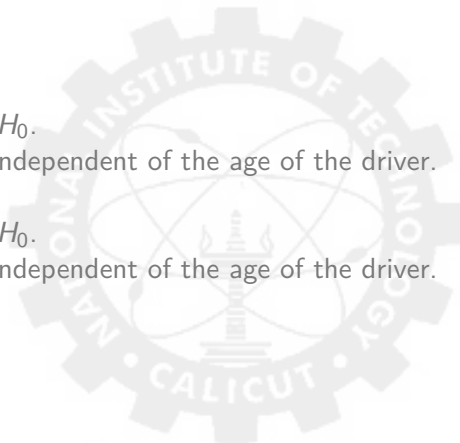 H₀.
ndependent of the age of the driver.
H₀.
ndependent of the age of the driver.
NATIONAL INSTITUTE OF TECHNOLOGY
CALICUT